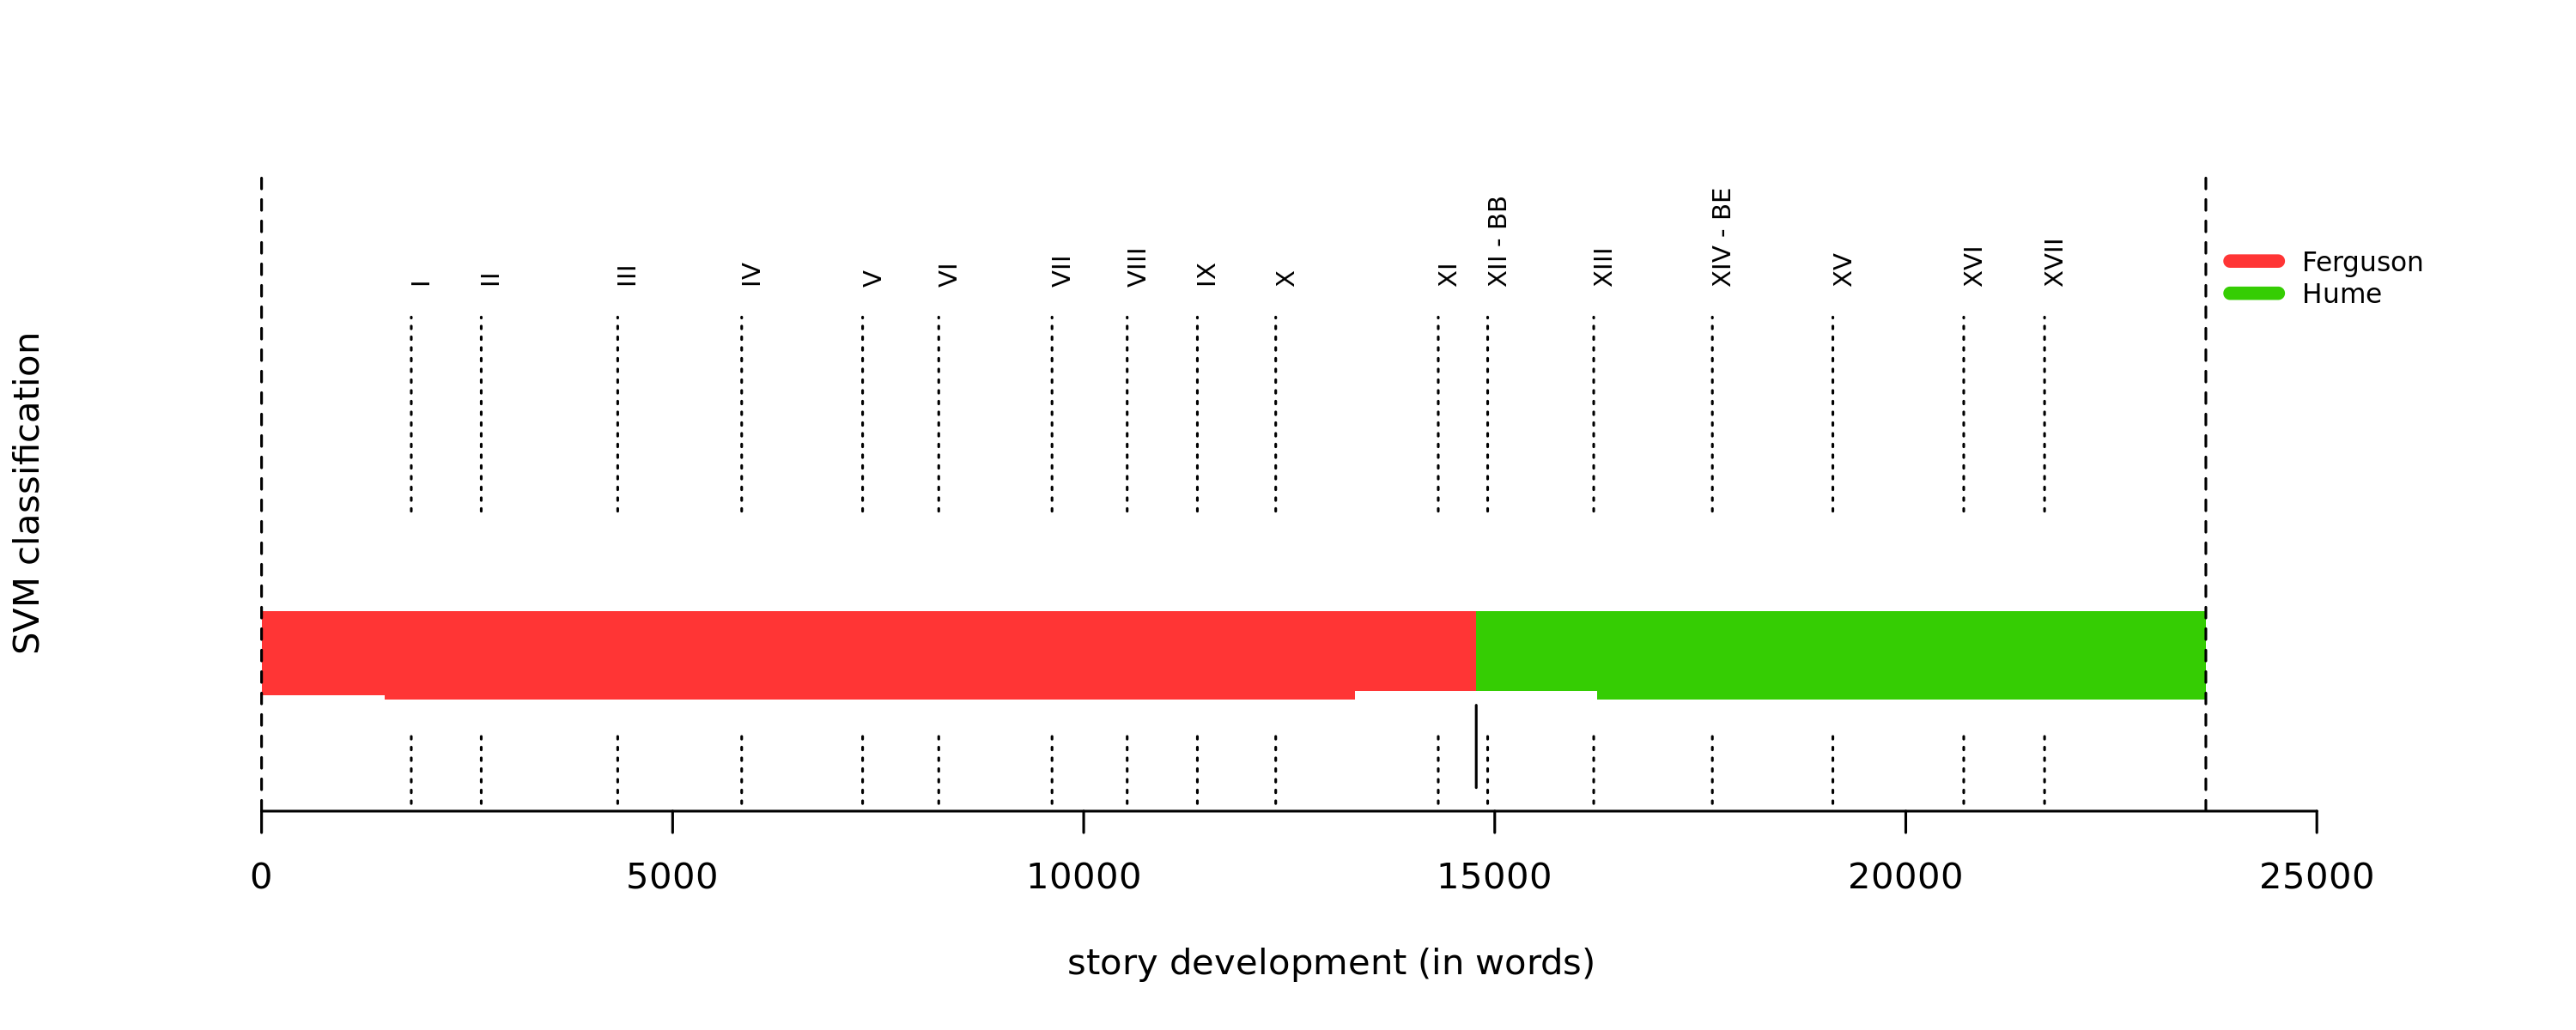 I
II
III
IV
V
VI
VII
VIII
IX
X
XI
XII - BB
XIII
XIV - BE
XV
XVI
XVII
Ferguson
Hume
SVM classification
0
5000
10000
15000
20000
25000
story development (in words)